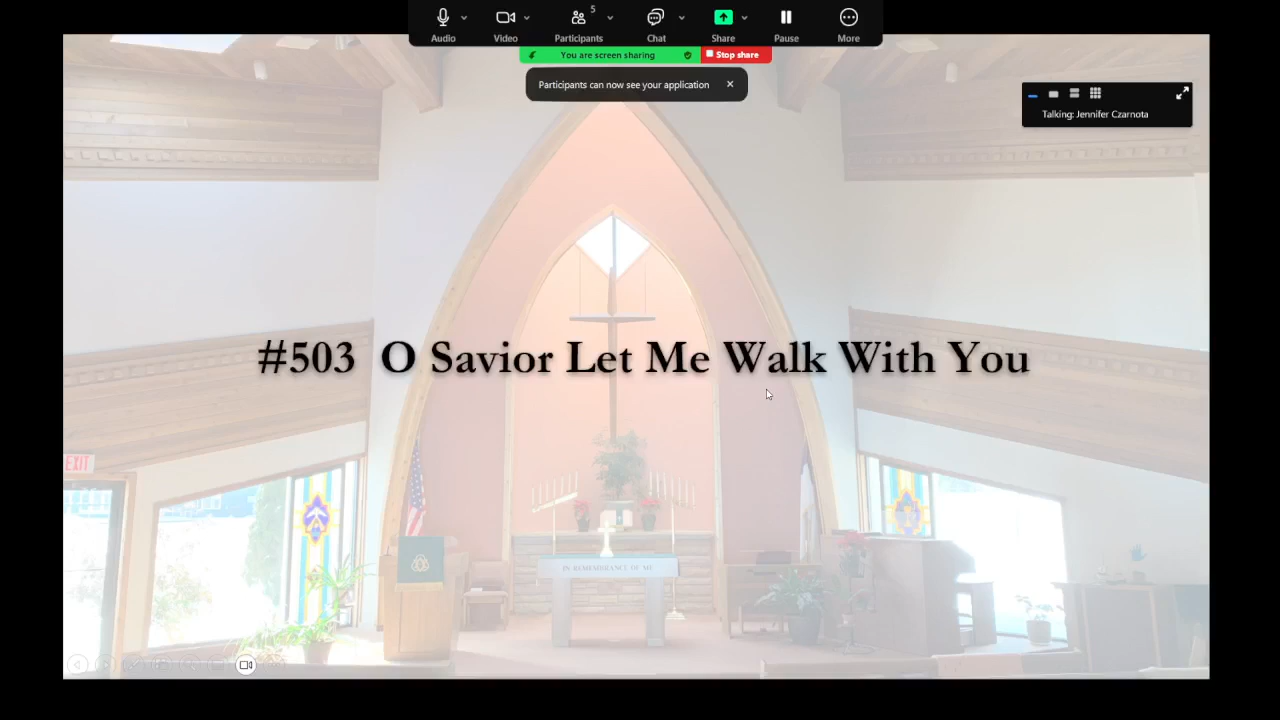 5
Audio
Video
Participants
Chat
Share
Pause
More
You are screen sharing
Stop share
Participants can now see your application
Talking: Jennifer Czarnota
#503 O Savior Let Me Walk With You
EXIT
IN REMEMBRANCE OF ME